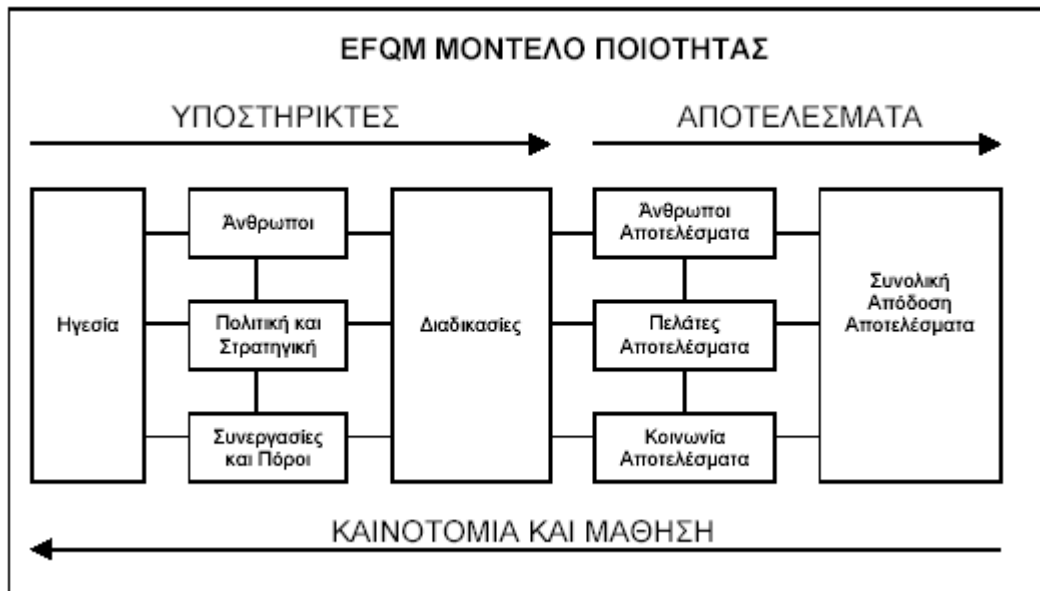 EFQM ΜΟΝΤΕΛΟ ΠΟΙΟΤΗΤΑΣ
ΥΠΟΣΤΗΡΙΚΤΕΣ
ΑΠΟΤΕΛΕΣΜΑΤΑ
Ηγεσία
Άνθρωποι
Πολιτική και
Στρατηγική
Συνεργασίες
και Πόροι
Διαδικασίες
Άνθρωποι
Αποτελέσματα
Πελάτες
Αποτελέσματα
Κοινωνία
Αποτελέσματα
Συνολική
Απόδοση
Αποτελέσματα
ΚΑΙΝΟΤΟΜΙΑ ΚΑΙ ΜΑΘΗΣΗ